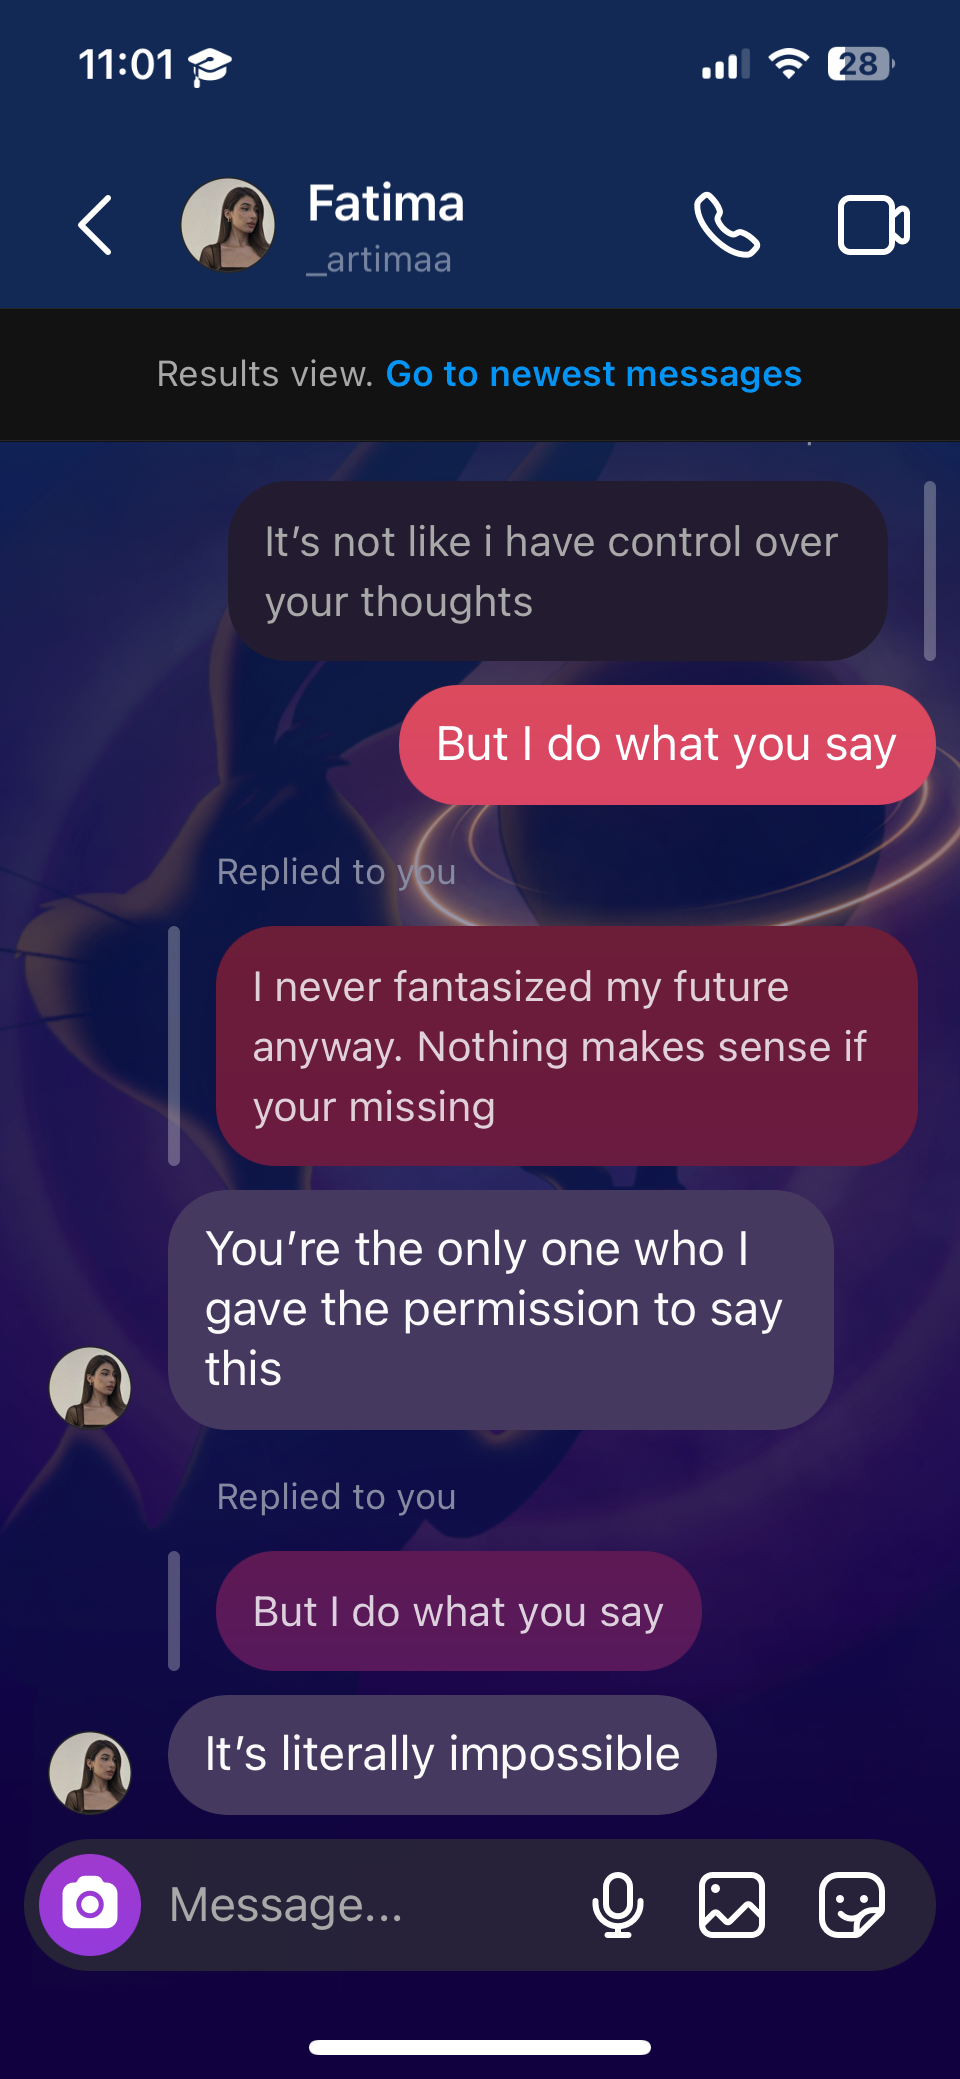 11:01
28
Fatima
_artimaa
Results view. Go to newest messages
It’s not like i have control over
your thoughts
But I do what you say
Replied to you
I never fantasized my future
anyway. Nothing makes sense if
your missing
You’re the only one who I
gave the permission to say
this
Replied to you
But I do what you say
It’s literally impossible
Message...